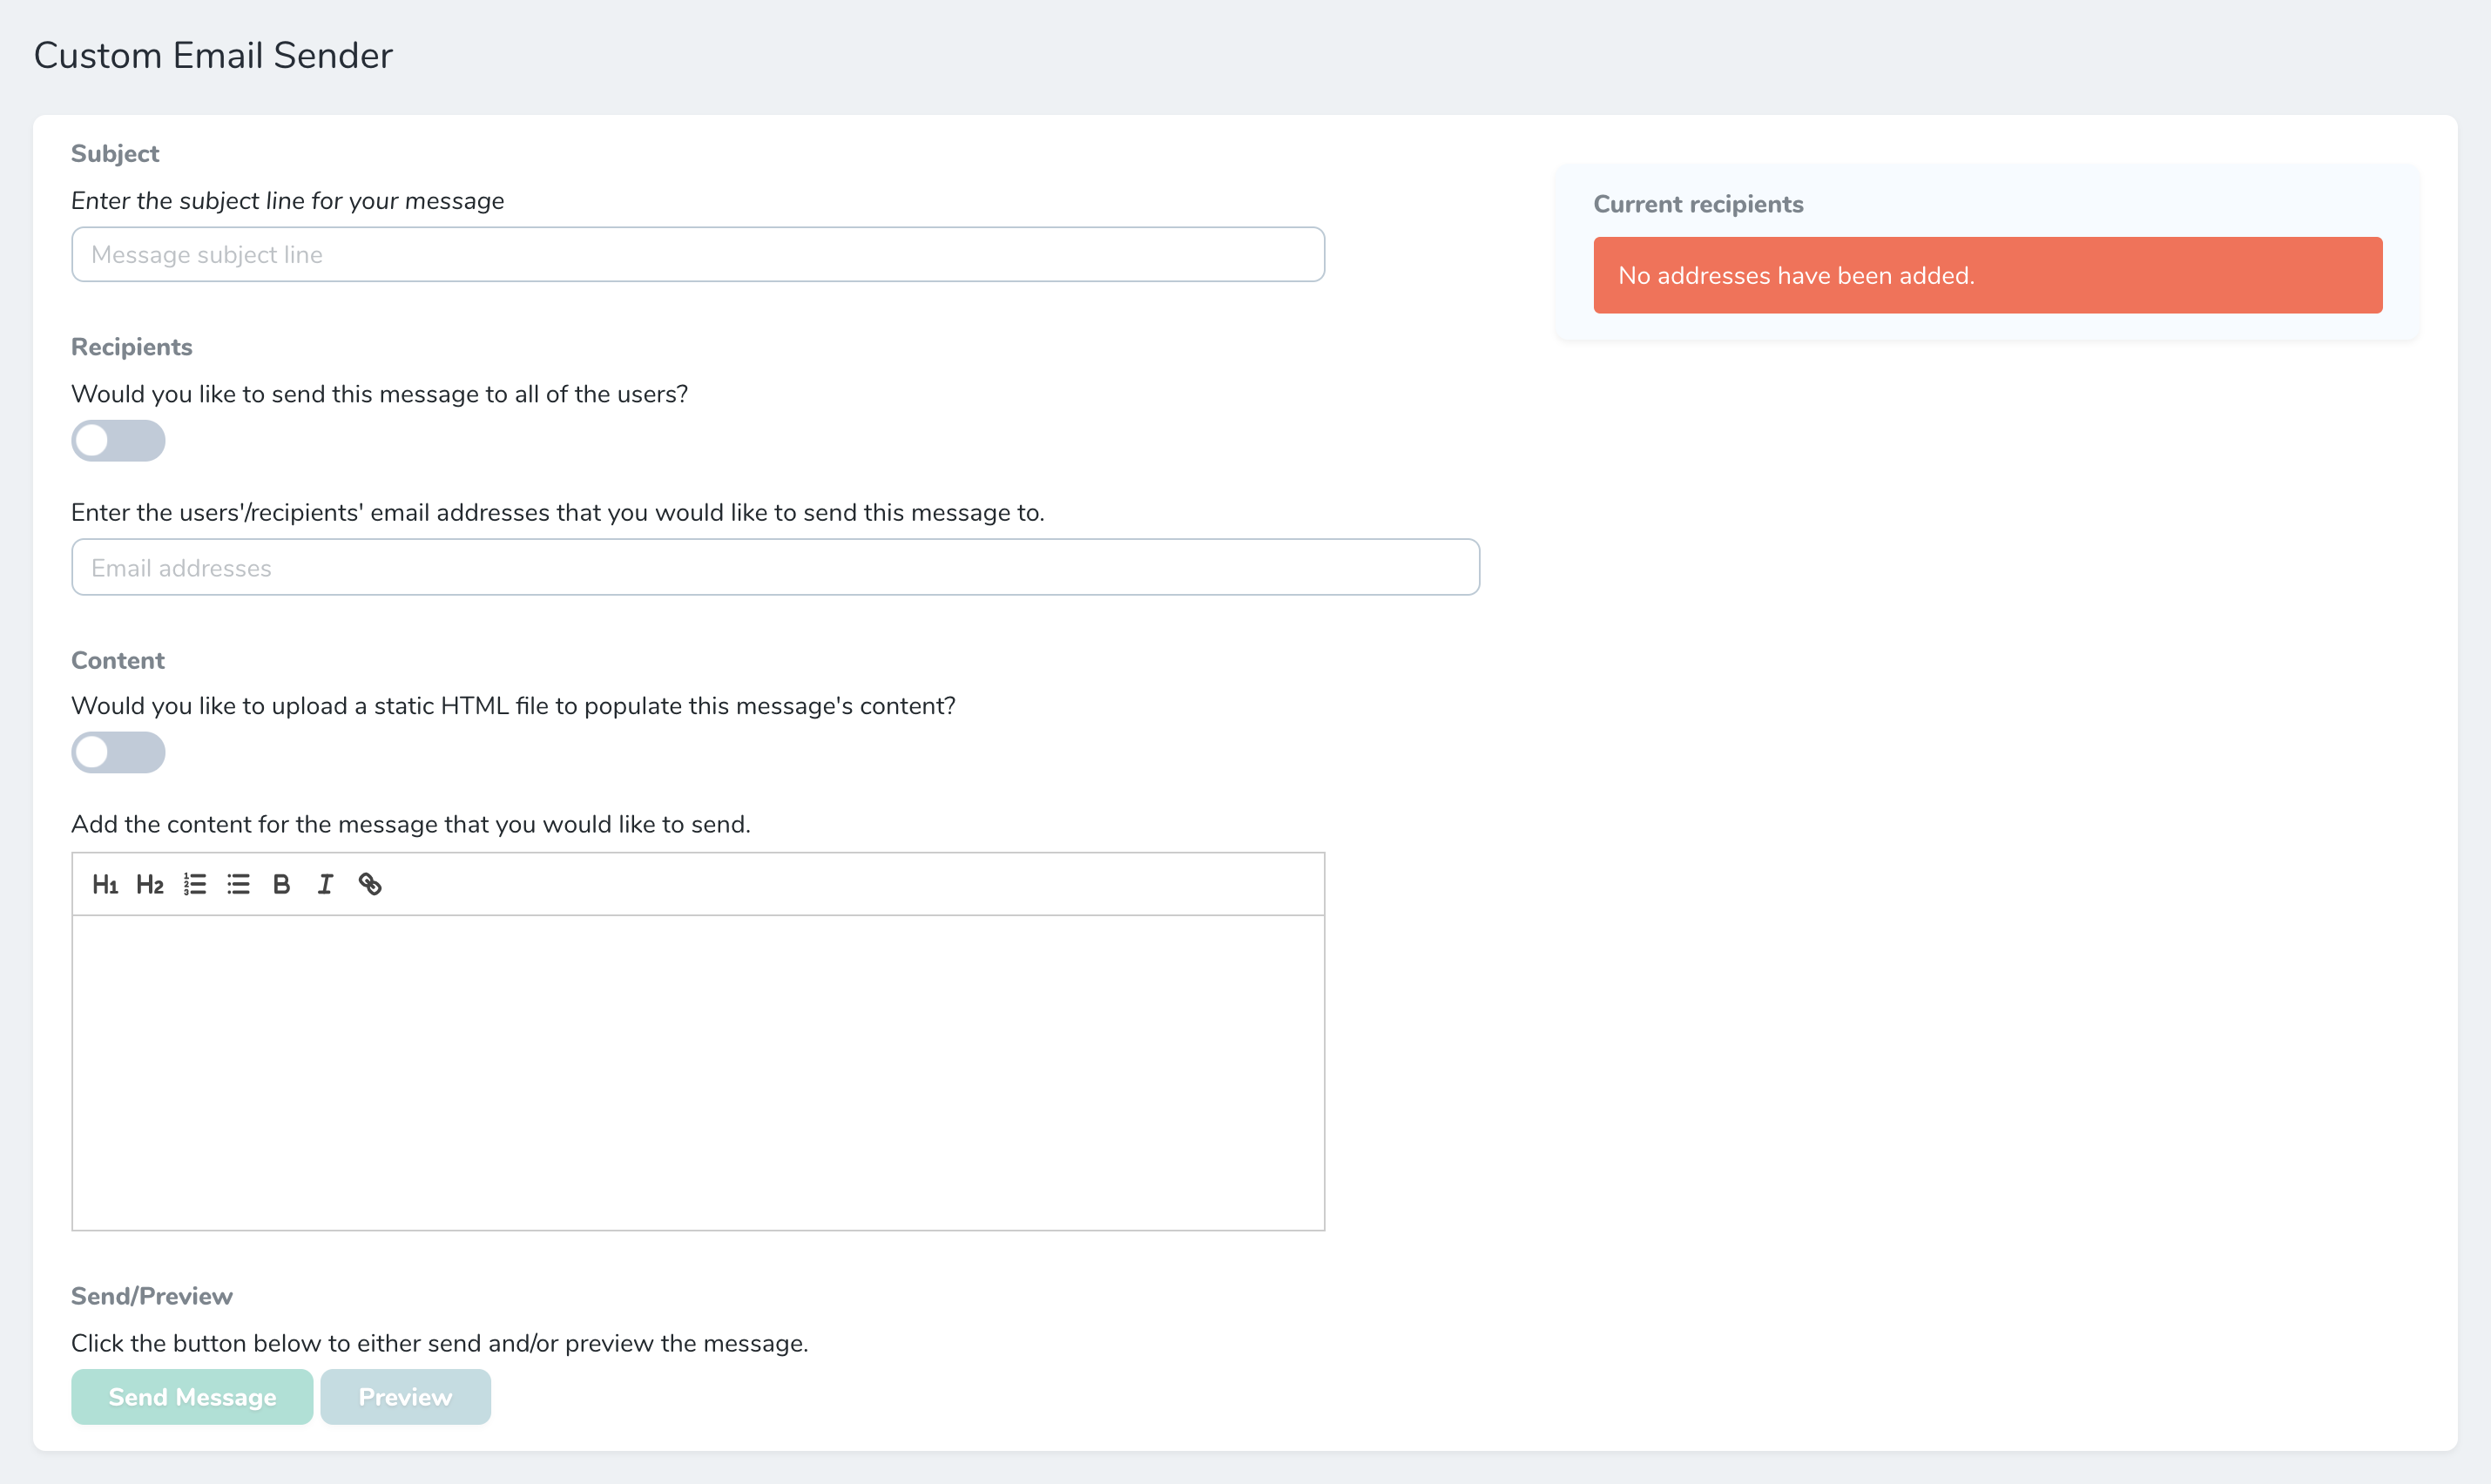 Custom Email Sender
Subject
Enter the subject line for your message
Message subject line
Current recipients
No addresses have been added.
Recipients
Would you like to send this message to all of the users?
Enter the users'/recipients' email addresses that you would like to send this message to.
Email addresses
Content
Would you like to upload a static HTML file to populate this message's content?
Add the content for the message that you would like to send.
H1 H2 B I
Send/Preview
Click the button below to either send and/or preview the message.
Send Message Preview